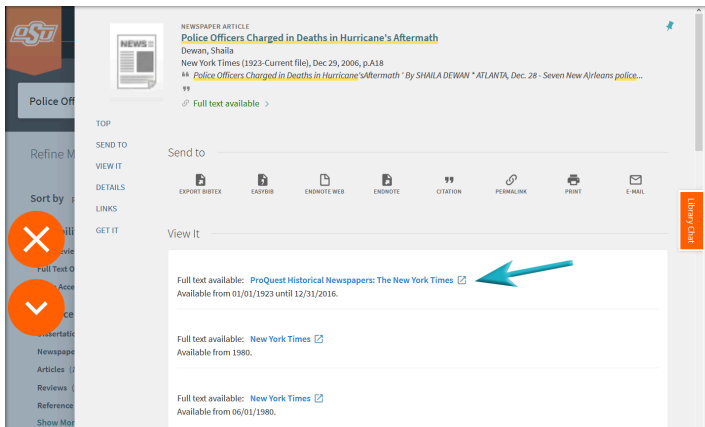 OSU
Police Off
Refine M
Sort by
Full Text O
Acce
ce
Dissertatic
Newspape
Articles
Reviews
Reference
Show Mor
TOP
SEND TO
VIEW IT
DETAILS
LINKS
GET IT
NEWS
NEWSPAPER ARTICLE
Police Officers Charged in Deaths in Hurricane's Aftermath
Dewan, Shaila
New York Times (1923-Current file), Dec 29, 2006, p.A18
Police Officers Charged in Deaths in Hurricane'sAftermath ' By SHAILA DEWAN * ATLANTA, Dec. 28 - Seven New A)rleans police...
Full text available >
Send to
EXPORT BIBTEX EASYBIB ENDNOTE WEB ENDNOTE CITATION PERMALINK PRINT E-MAIL
View It
Full text available: ProQuest Historical Newspapers: The New York Times
Available from 01/01/1923 until 12/31/2016.
Full text available: New York Times
Available from 1980.
Full text available: New York Times
Available from 06/01/1980.
Library Chat